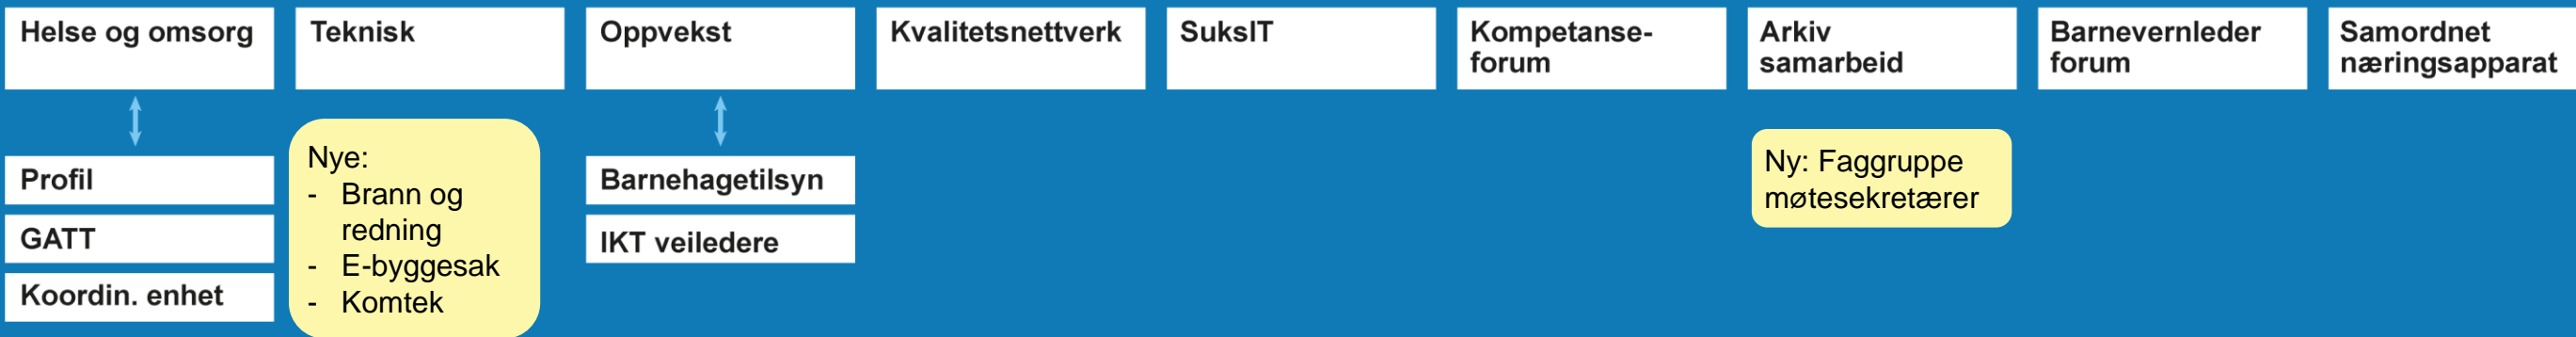 Helse og omsorg
Teknisk
Oppvekst
Kvalitetsnettverk
SuksIT
Kompetanse-
forum
Arkiv
samarbeid
Barnevernleder
forum
Samordnet
næringsapparat
Profil
GATT
Koordin. enhet
Nye:
- Brann og
redning
- E-byggesak
- Komtek
Barnehagetilsyn
IKT veiledere
Ny: Faggruppe
møtesekretærer